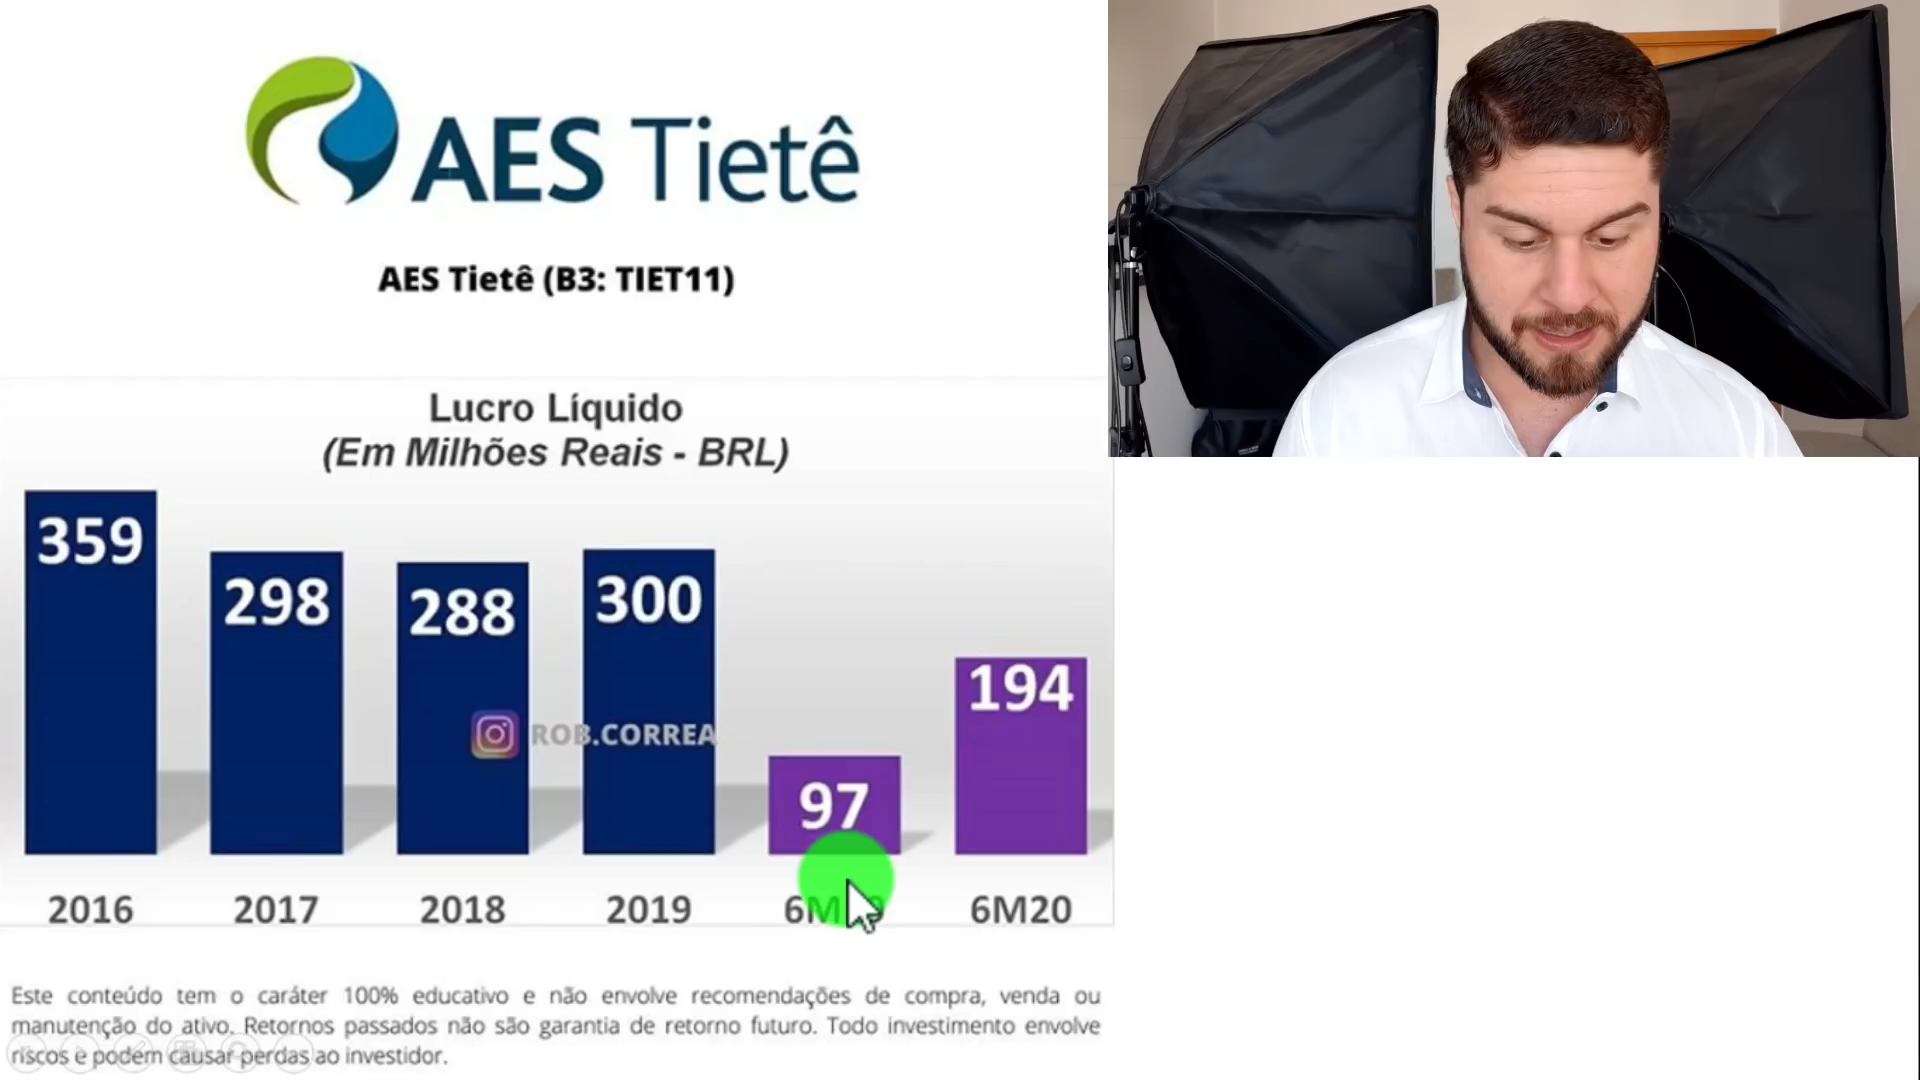 AES Tietê
AES Tietê (B3: TIET11)
Lucro Líquido
(Em Milhões Reais - BRL)
359
298
288
300
97
194
ROB.CORREA
2016
2017
2018
2019
6M20
Este conteúdo tem o caráter 100% educativo e não envolve recomendações de compra, venda ou
manutenção do ativo. Retornos passados não são garantia de retorno futuro. Todo investimento envolve
riscos e podem causar perdas ao investidor.